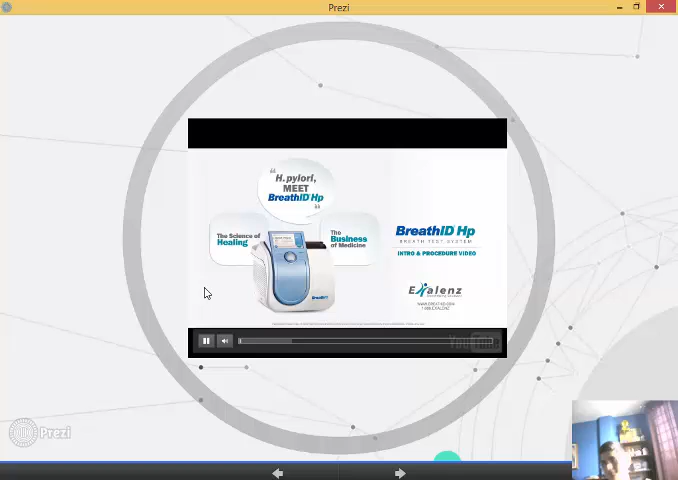 Prezi
“
H. pylori,
MEET
BreathID Hp
”
The Science of
Healing
The
Business
of Medicine
BreathID
BreathID Hp
BREATH TEST SYSTEM
INTRO & PROCEDURE VIDEO
Exalenz
YouTube
Prezi